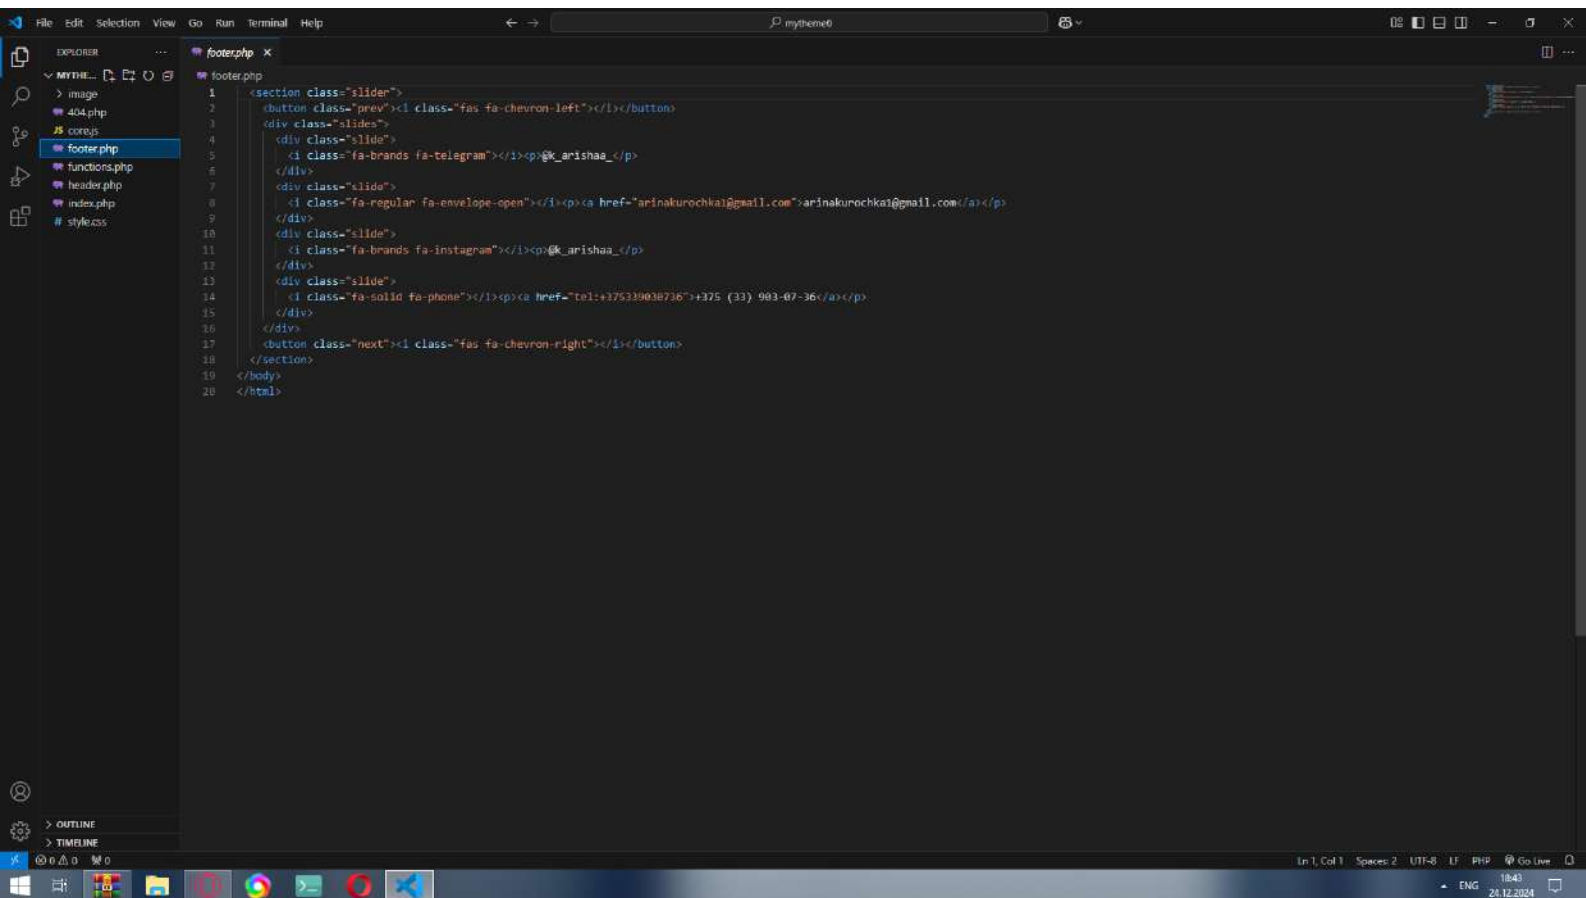 File Edit Selection View Go Run Terminal Help
mytheme0
EXPLORER
footer.php
MYTHE...
footer.php
image
404.php
core.js
footer.php
functions.php
header.php
index.php
style.css
1 <section class="slider">
2 <button class="prev"><i class="fas fa-chevron-left"></i></button>
3 <div class="slides">
4 <div class="slide">
5 <i class="fa-brands fa-telegram"></i><p>@k_arishaa_</p>
6 </div>
7 <div class="slide">
8 <i class="fa-regular fa-envelope-open"></i><p><a href="arinakurochka1@gmail.com">arinakurochka1@gmail.com</a></p>
9 </div>
10 <div class="slide">
11 <i class="fa-brands fa-instagram"></i><p>@k_arishaa_</p>
12 </div>
13 <div class="slide">
14 <i class="fa-solid fa-phone"></i><p><a href="tel:+375339030736">+375 (33) 903-07-36</a></p>
15 </div>
16 </div>
17 <button class="next"><i class="fas fa-chevron-right"></i></button>
18 </section>
19 </body>
20 </html>
OUTLINE
TIMELINE
0 0 0 Ln 1, Col 1 Spaces: 2 UTF-8 LF PHP Go Live
ENG 18:43
24.12.2024